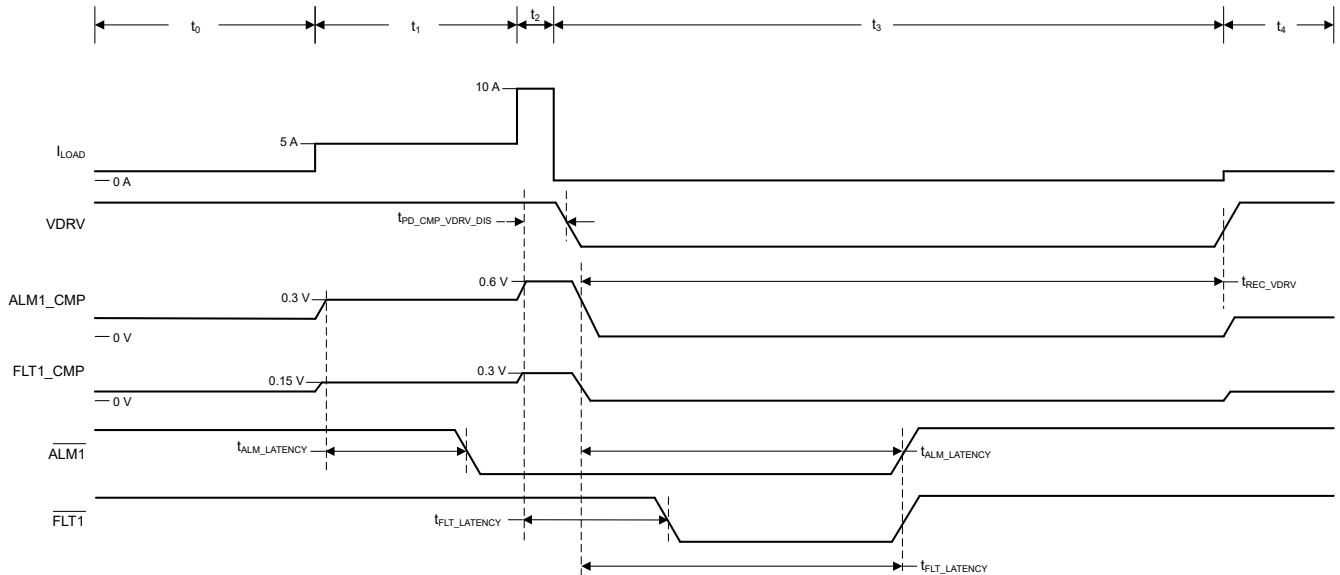 t0
t1
t2
t3
t4
10 A
5 A
ILOAD
0 A
VDRV
tPD_CMP_VDRV_DIS
0.6 V
tREC_VDRV
0.3 V
ALM1_CMP
0 V
FLT1_CMP
0.3 V
0.15 V
0 V
ALM1
tALM_LATENCY
tALM_LATENCY
FLT1
tFLT_LATENCY
tFLT_LATENCY